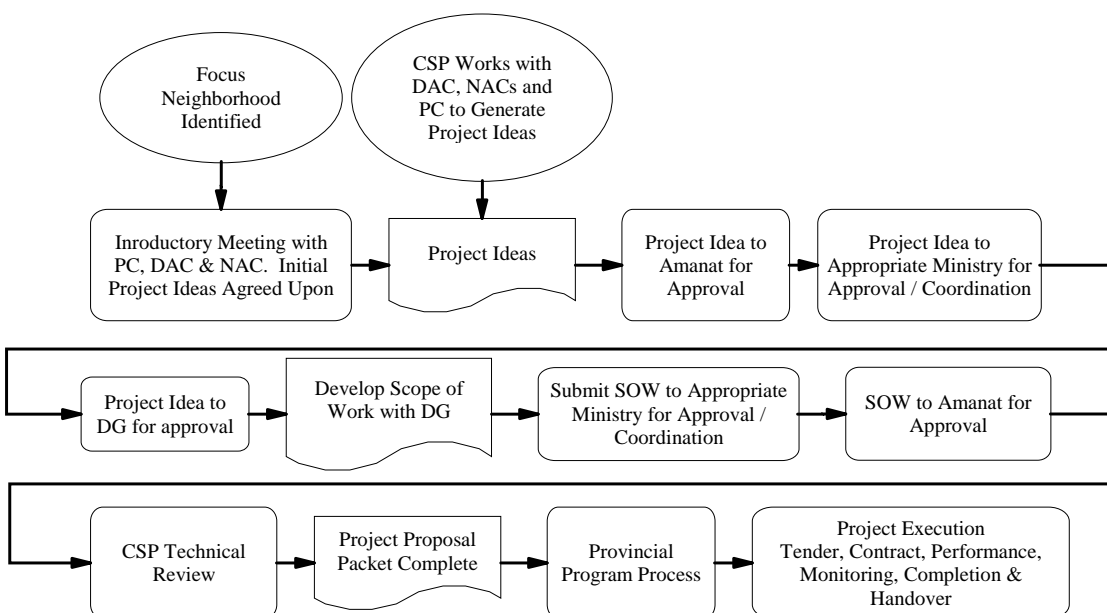 Focus
Neighborhood
Identified
CSP Works with
DAC, NACs and
PC to Generate
Project Ideas
Inroductory Meeting with
PC, DAC & NAC.  Initial
Project Ideas Agreed Upon
Project Ideas
Project Idea to
Amanat for
Approval
Project Idea to
Appropriate Ministry for
Approval / Coordination
Project Idea to
DG for approval
Develop Scope of
Work with DG
Submit SOW to Appropriate
Ministry for Approval /
Coordination
SOW to Amanat for
Approval
CSP Technical
Review
Project Proposal
Packet Complete
Provincial
Program Process
Project Execution
Tender, Contract, Performance,
Monitoring, Completion &
Handover